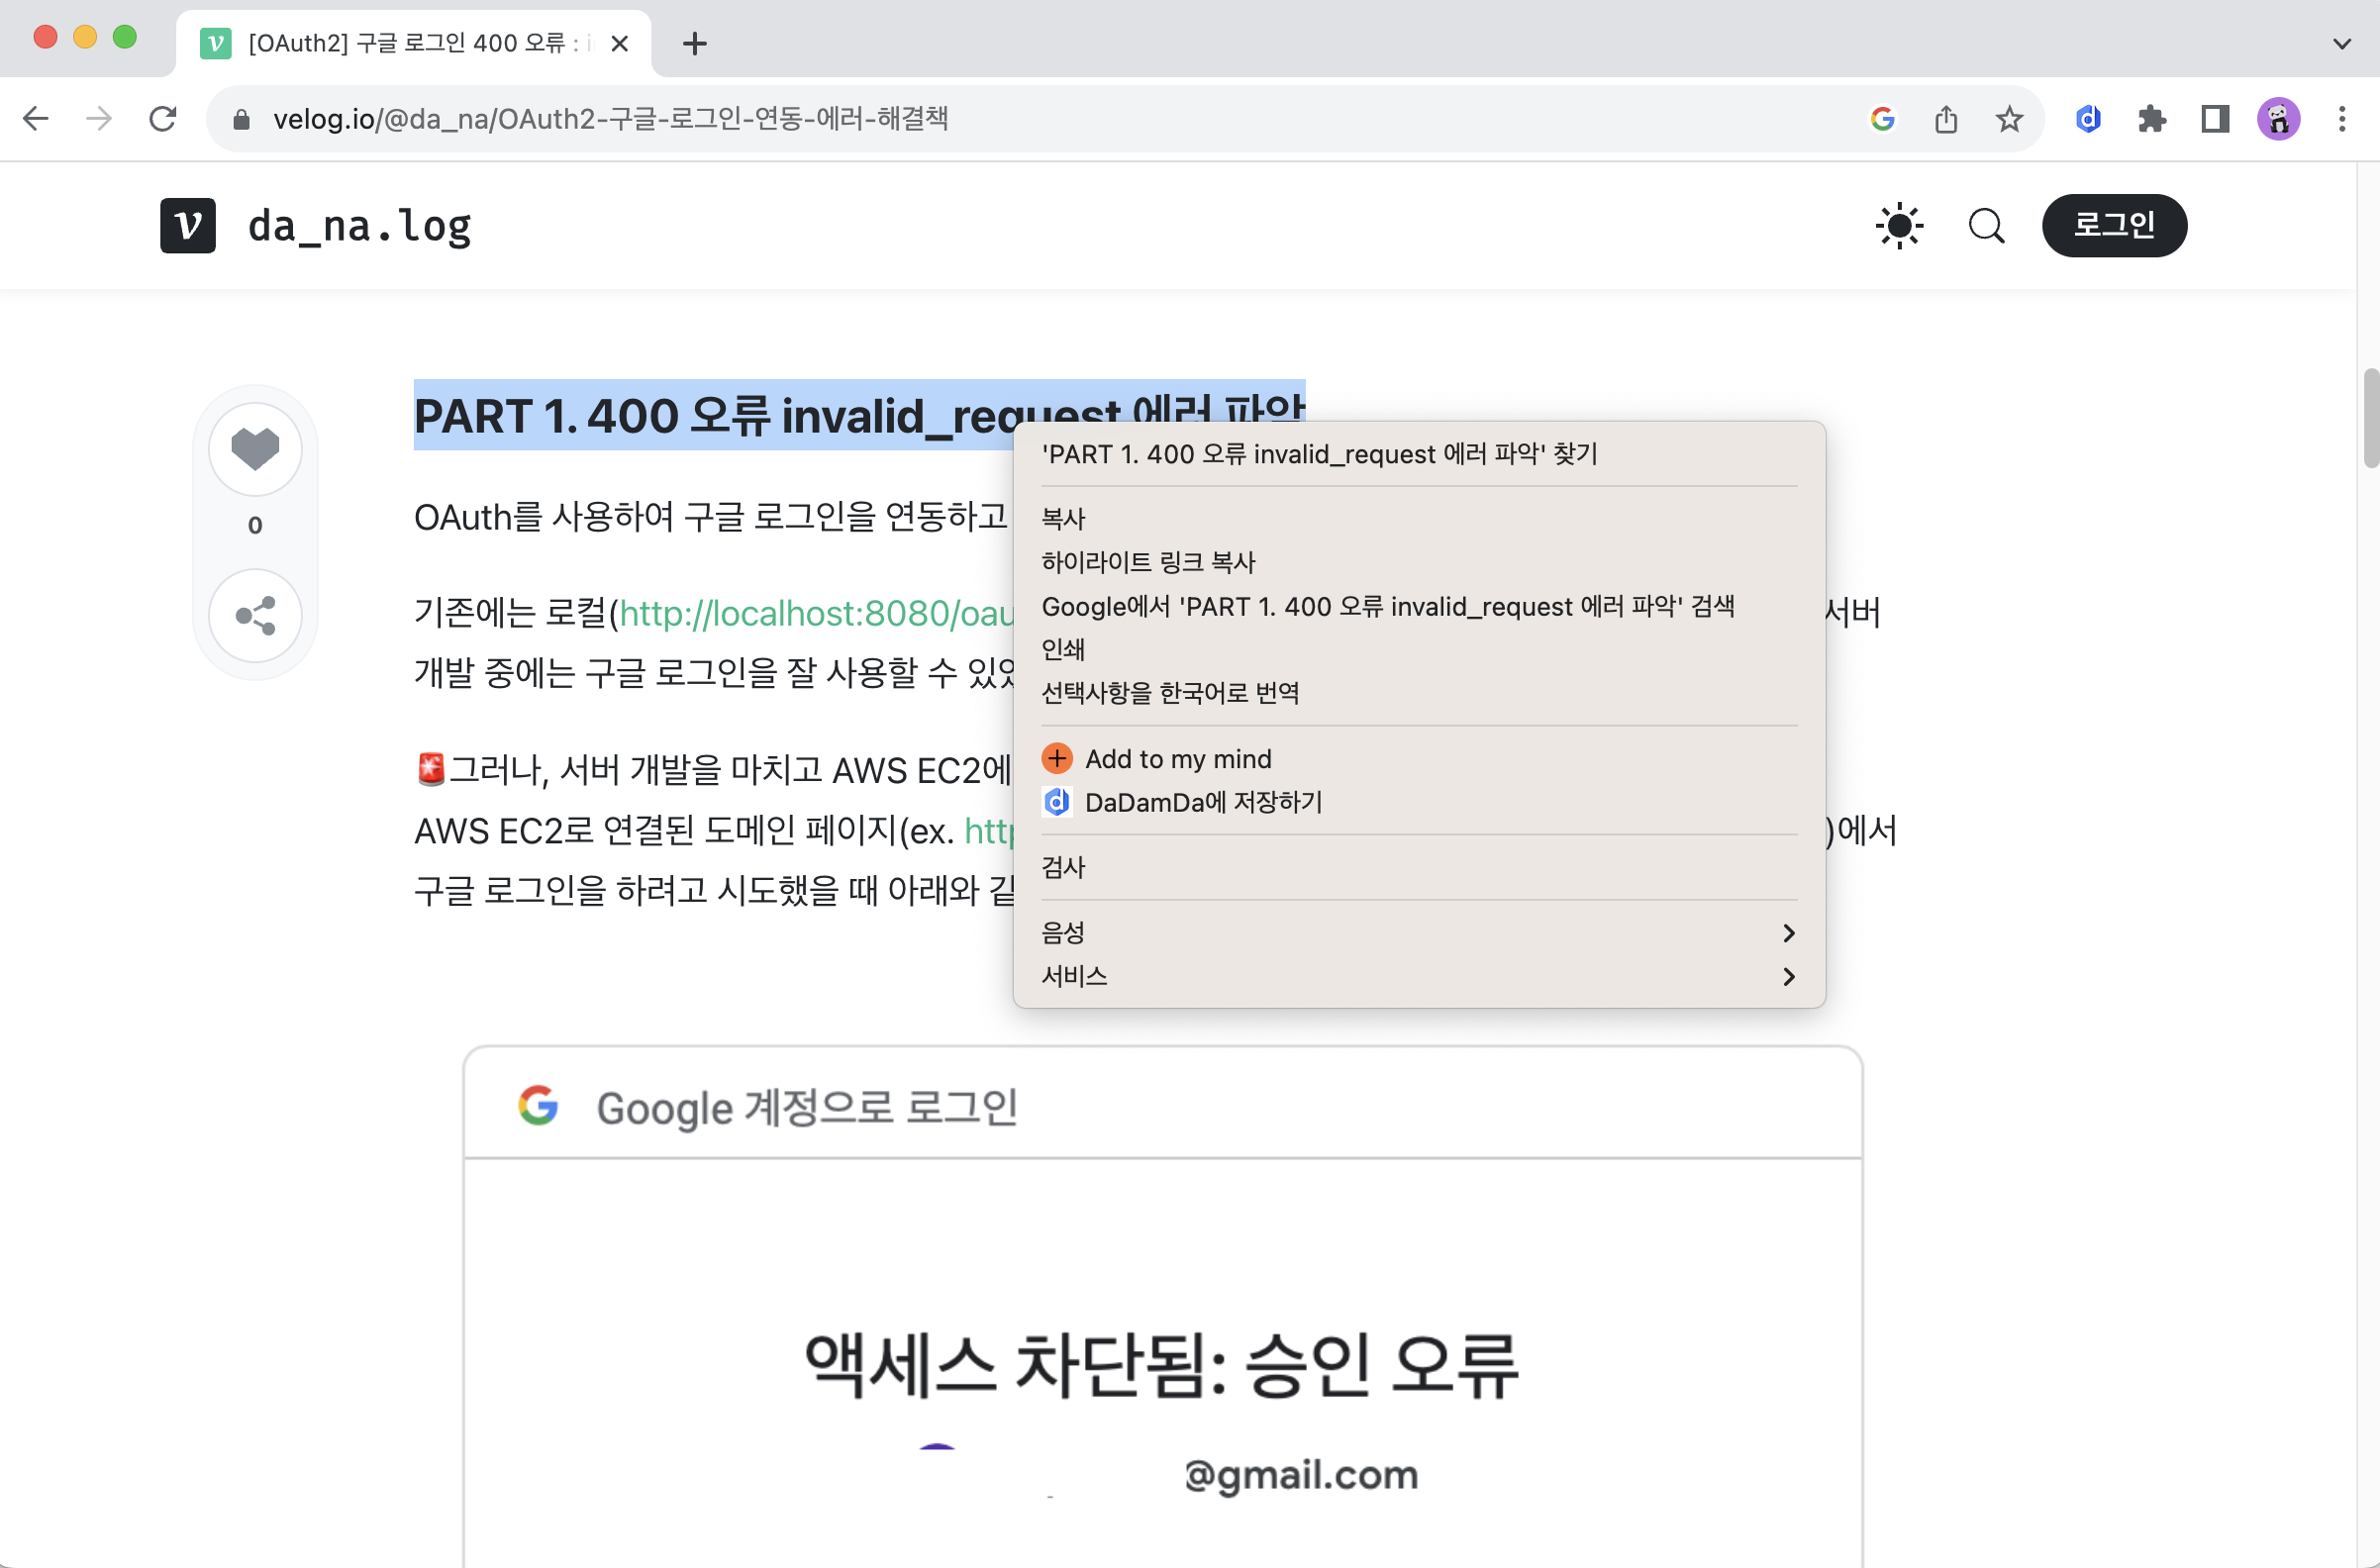 [OAuth2] 구글 로그인 400 오류 :
velog.io/@da_na/OAuth2-구글-로그인-연동-에러-해결책
da_na.log
로그인
PART 1. 400 오류 invalid_request 에러 파악
0
OAuth를 사용하여 구글 로그인을 연동하고
기존에는 로컬(http://localhost:8080/oau
서버
개발 중에는 구글 로그인을 잘 사용할 수
그러나, 서버 개발을 마치고 AWS EC2에
AWS EC2로 연결된 도메인 페이지(ex.
)에서
구글 로그인을 하려고 시도했을 때 아래와
'PART 1. 400 오류 invalid_request 에러 파악' 찾기
복사
하이라이트 링크 복사
Google에서 'PART 1. 400 오류 invalid_request 에러 파악' 검색
인쇄
선택사항을 한국어로 번역
Add to my mind
DaDamDa에 저장하기
검사
음성
서비스
Google 계정으로 로그인
액세스 차단됨: 승인 오류
@gmail.com